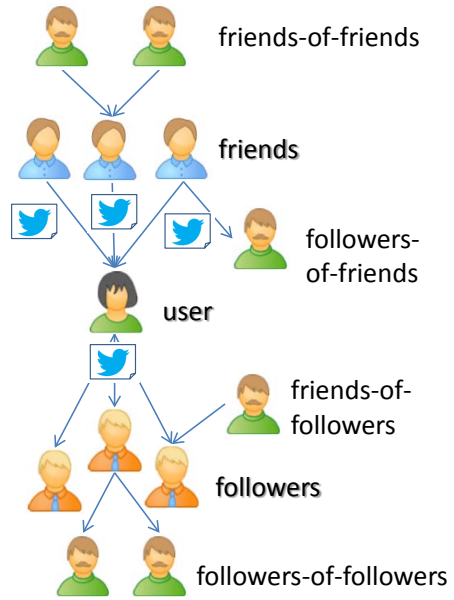 friends-of-friends
friends
followers-
of-friends
user
friends-of-
followers
followers
followers-of-followers